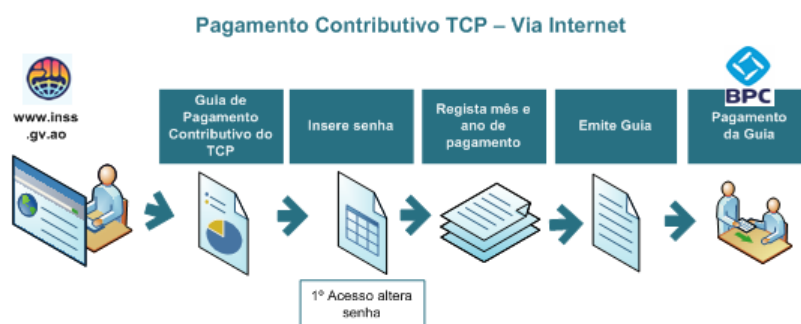 Pagamento Contributivo TCP – Via Internet
www.inss
.gv.ao
Guia de
Pagamento
Contributivo do
TCP
Insere senha
Regista mês e
ano de
pagamento
Emite Guia
BPC
Pagamento
da Guia
1º Acesso altera
senha